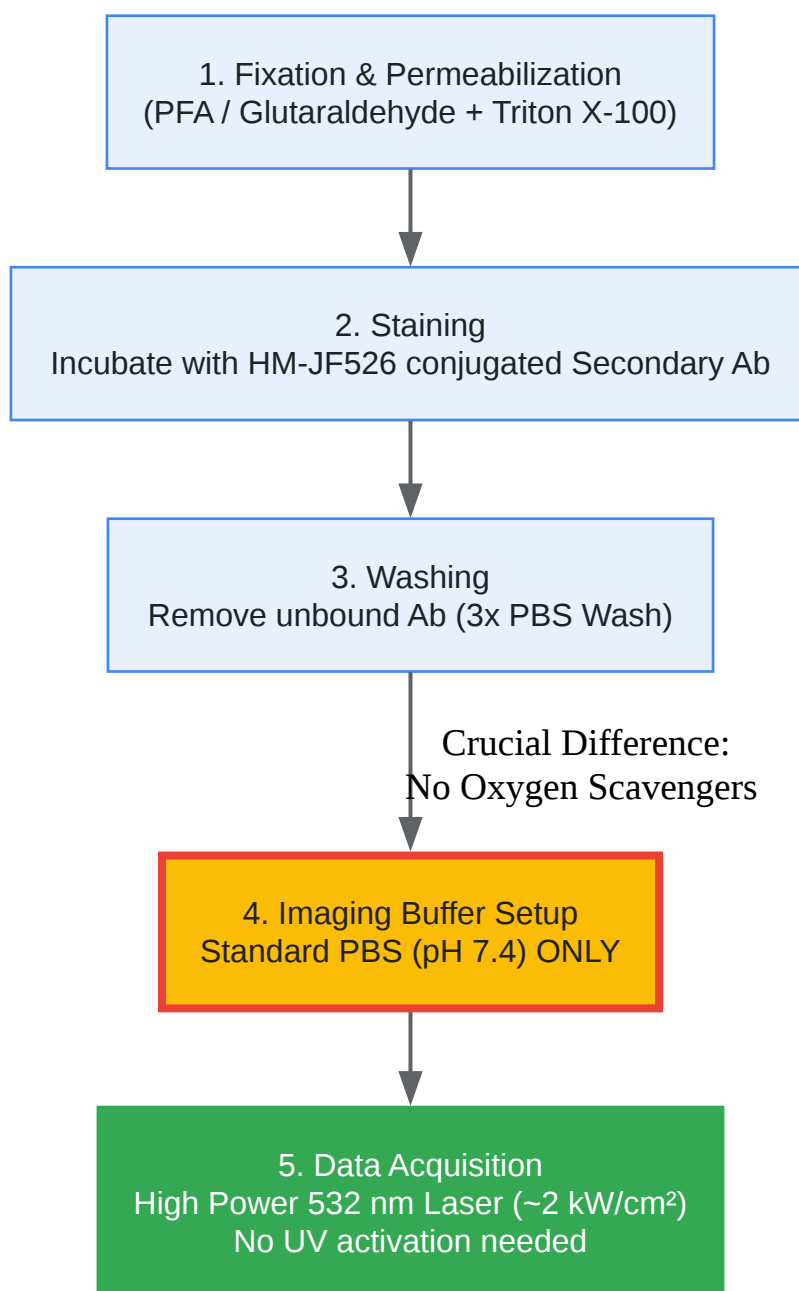 1. Fixation & Permeabilization
(PFA / Glutaraldehyde + Triton X-100)
2. Staining
Incubate with HM-JF526 conjugated Secondary Ab
3. Washing
Remove unbound Ab (3x PBS Wash)
Crucial Difference:
No Oxygen Scavengers
4. Imaging Buffer Setup
Standard PBS (pH 7.4) ONLY
5. Data Acquisition
High Power 532 nm Laser (~2 kW/cm²)
No UV activation needed